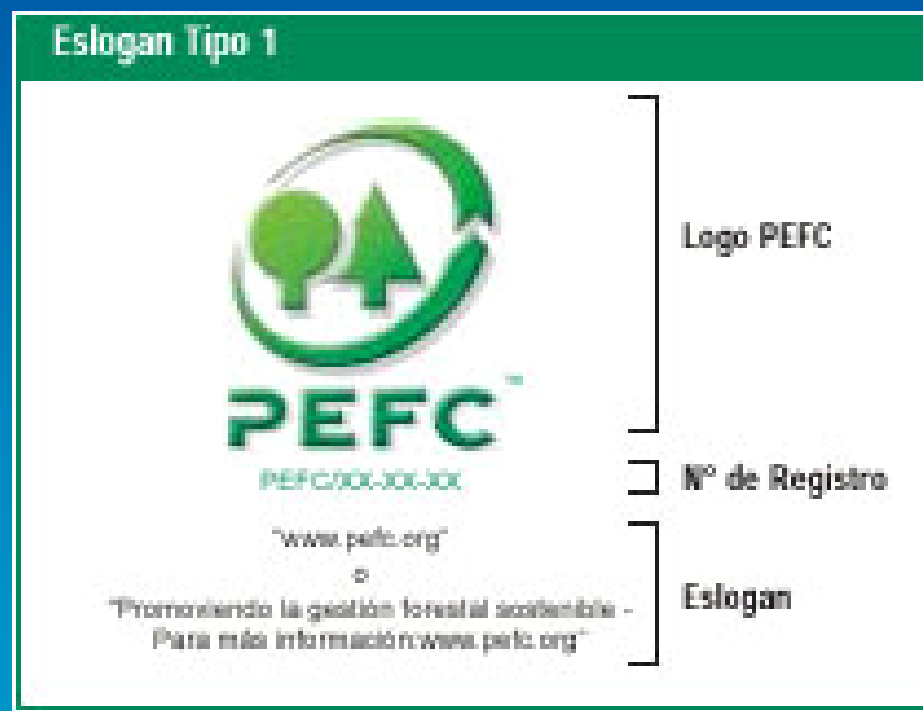 Eslogan Tipo 1
Logo PEFC
PEFC™
PEFC/XX-XX-XX
Nº de Registro
"www.pefc.org"
o
"Promoviendo la gestión forestal sostenible -
Para más información:www.pefc.org"
Eslogan